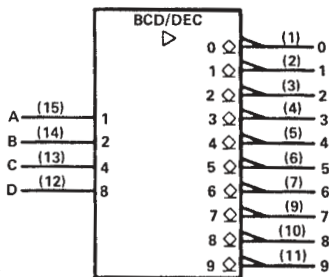 BCD/DEC
0 (1) 0
1 (2) 1
2 (3) 2
A (15) 1 3 (4) 3
B (14) 2 4 (5) 4
C (13) 4 5 (6) 5
D (12) 8 6 (7) 6
7 (9) 7
8 (10) 8
9 (11) 9